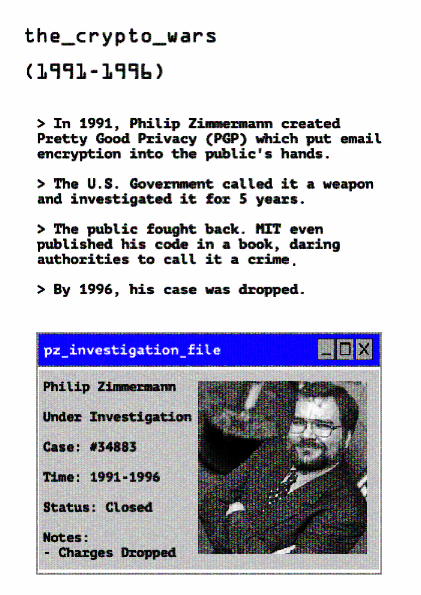 the_crypto_wars
(1991-1996)
> In 1991, Philip Zimmermann created
Pretty Good Privacy (PGP) which put email
encryption into the public's hands.
> The U.S. Government called it a weapon
and investigated it for 5 years.
> The public fought back. MIT even
published his code in a book, daring
authorities to call it a crime.
> By 1996, his case was dropped.
pz_investigation_file
Philip Zimmermann
Under Investigation
Case: #34883
Time: 1991-1996
Status: Closed
Notes:
- Charges Dropped